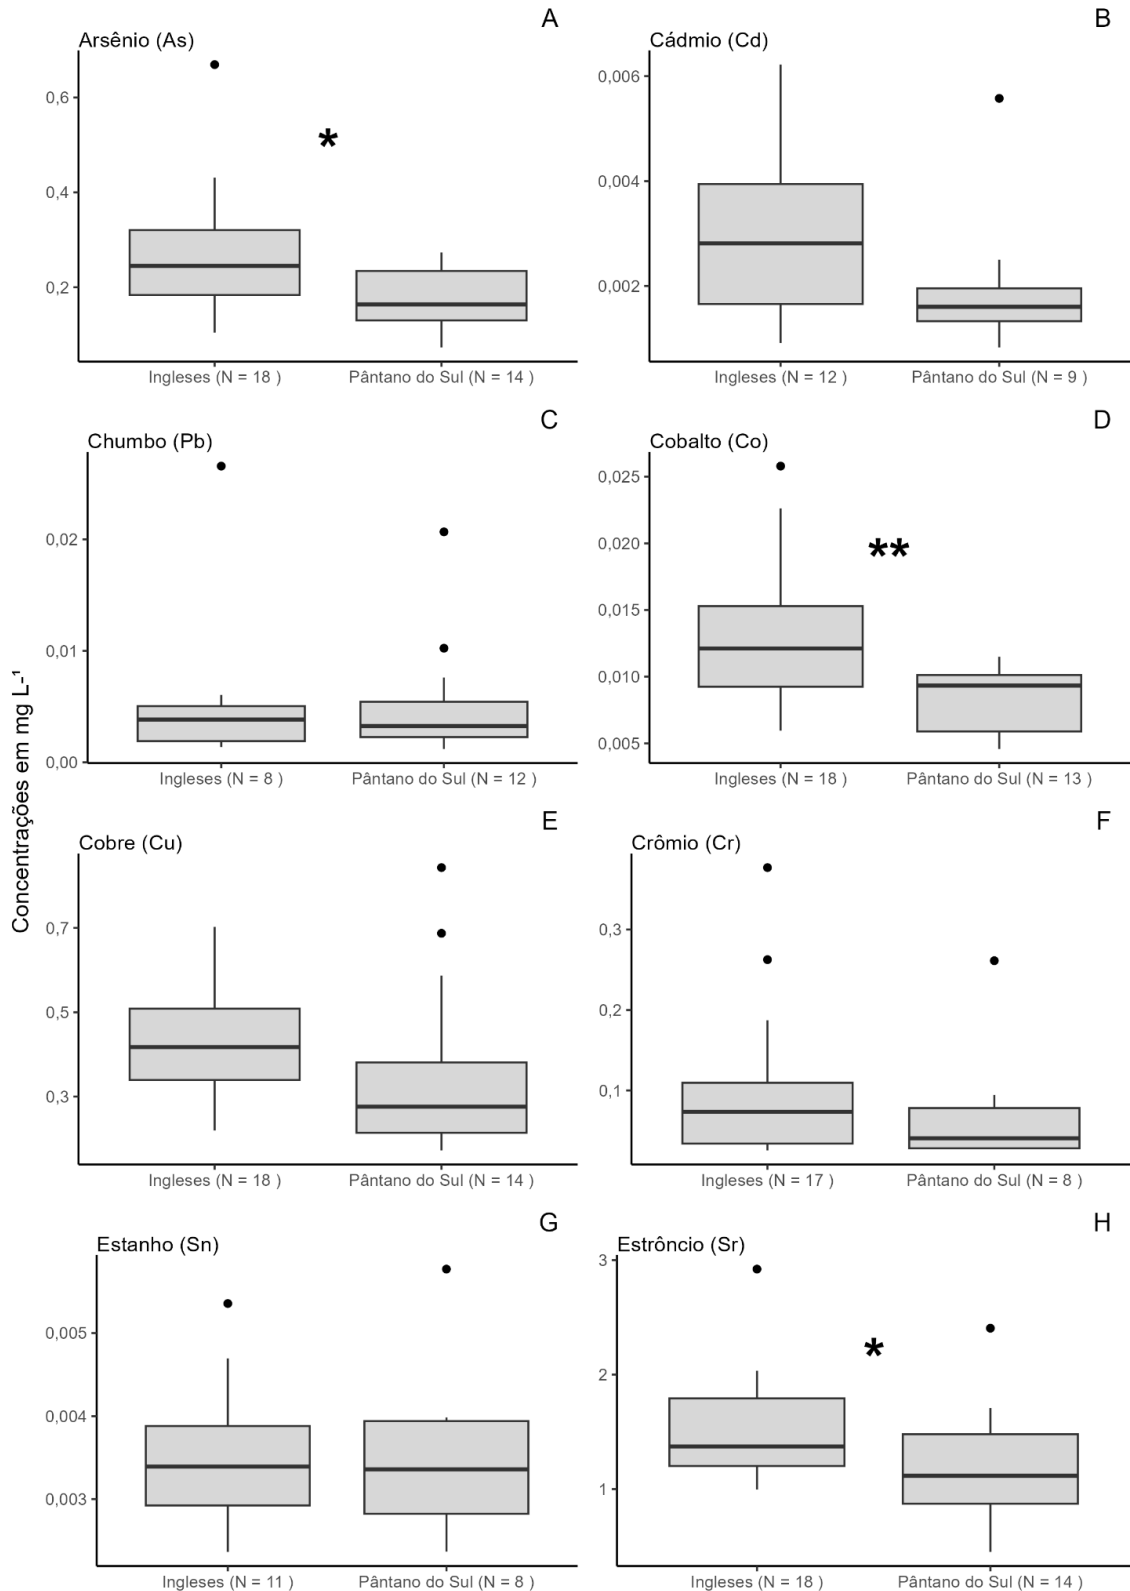 A
B
Arsênio (As)
Cádmio (Cd)
0,6
0,4
0,2
*
0,006
0,004
0,002
Ingleses (N = 18 )
Pântano do Sul (N = 14 )
Ingleses (N = 12 )
Pântano do Sul (N = 9 )
C
D
Chumbo (Pb)
Cobalto (Co)
0,02
0,01
0,00
0,025
0,020
0,015
0,010
0,005
**
Ingleses (N = 8 )
Pântano do Sul (N = 12 )
Ingleses (N = 18 )
Pântano do Sul (N = 13 )
Concentrações em mg L-¹
E
F
Cobre (Cu)
Crômio (Cr)
0,7
0,5
0,3
0,3
0,2
0,1
Ingleses (N = 18 )
Pântano do Sul (N = 14 )
Ingleses (N = 17 )
Pântano do Sul (N = 8 )
G
H
Estanho (Sn)
Estrôncio (Sr)
0,005
0,004
0,003
3
2
1
*
Ingleses (N = 11 )
Pântano do Sul (N = 8 )
Ingleses (N = 18 )
Pântano do Sul (N = 14 )